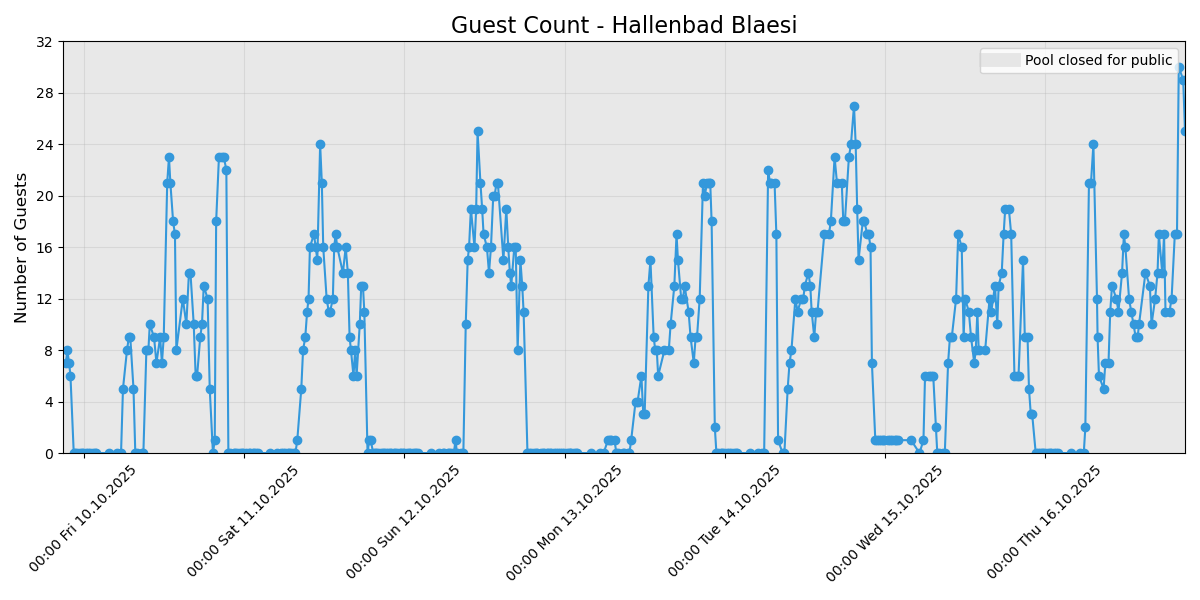 Guest Count - Hallenbad Blaesi
Pool closed for public
Number of Guests
32
28
24
20
16
12
8
4
0
00:00 Fri 10.10.2025
00:00 Sat 11.10.2025
00:00 Sun 12.10.2025
00:00 Mon 13.10.2025
00:00 Tue 14.10.2025
00:00 Wed 15.10.2025
00:00 Thu 16.10.2025